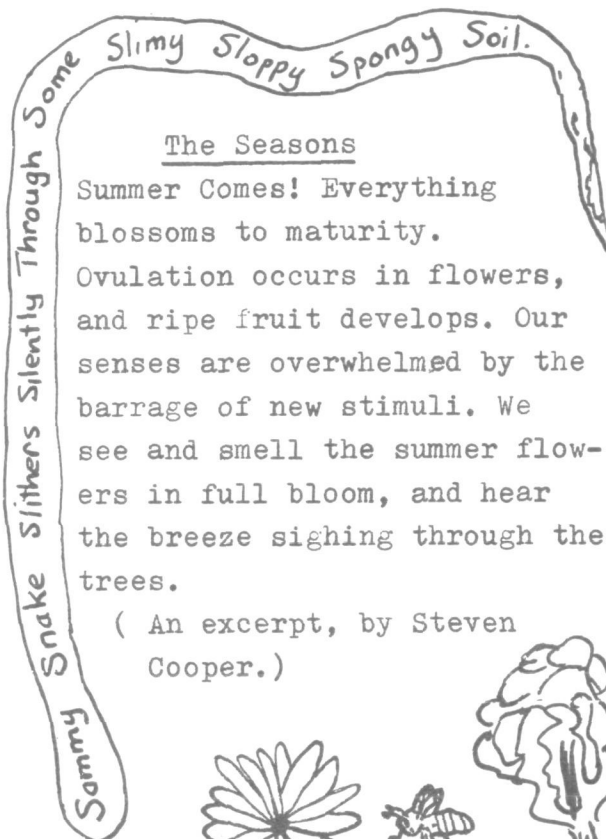 Sammy Snake Slithers Silently Through Some Slimy Sloppy Spongy Soil.
The Seasons
Summer Comes! Everything
blossoms to maturity.
Ovulation occurs in flowers,
and ripe fruit develops. Our
senses are overwhelmed by the
barrage of new stimuli. We
see and smell the summer flow-
ers in full bloom, and hear
the breeze sighing through the
trees.
( An excerpt, by Steven
Cooper.)